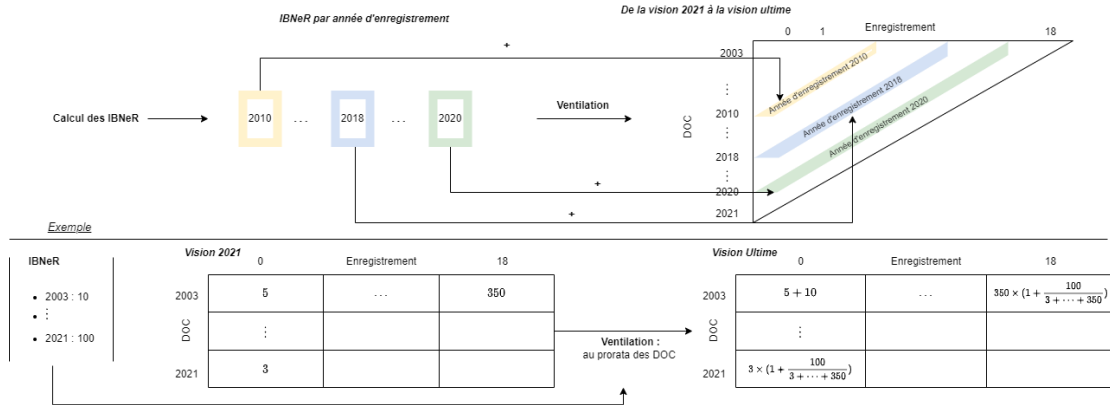 IBNeR par année d'enregistrement
De la vision 2021 à la vision ultime
0 1 Enregistrement 18
+
2003
Année d'enregistrement 2010
Calcul des IBNeR
2010 ... 2018 ... 2020
Ventilation
DOC
⋮
2010
Année d'enregistrement 2018
⋮
2018
Année d'enregistrement 2020
⋮
2020
+
2021
+
Exemple
IBNeR
• 2003 : 10
• ⋮
• 2021 : 100
Vision 2021
0 Enregistrement 18
2003 5 ... 350
DOC ⋮
2021 3
Ventilation :
au prorata des DOC
Vision Ultime
0 Enregistrement 18
2003 5 + 10 ... 350 × (1 + 100 / (3 + ⋯ + 350))
DOC ⋮
2021 3 × (1 + 100 / (3 + ⋯ + 350))